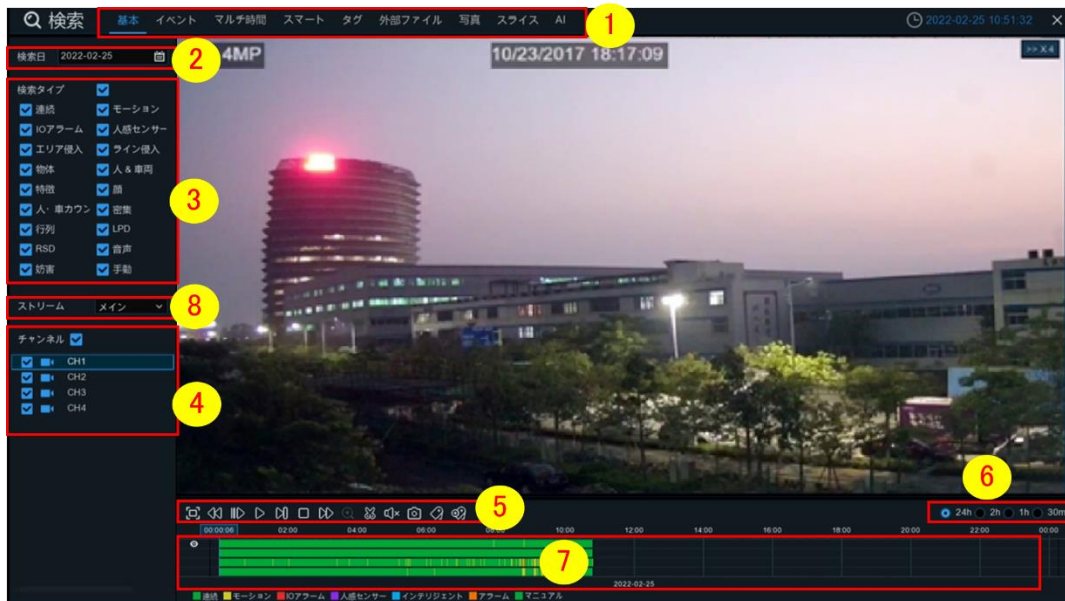 検索
基本 イベント マルチ時間 スマート タグ 外部ファイル 写真 スライス AI
1
2022-02-25 10:51:32
検索日 2022-02-25
2
4MP
10/23/2017 18:17:09
>> X 4
検索タイプ
連続 モーション
IOアラーム 人感センサー
エリア侵入 ライン侵入
物体 人 & 車両
特徴 顔
3
人・車カウン 密集
行列 LPD
RSD 音声
妨害 手動
ストリーム メイン
8
チャンネル
CH1
CH2
CH3
CH4
4
5
6
24h 2h 1h 30m
00:00:06 02:00 04:00 06:00 10:00 12:00 14:00 16:00 18:00 20:00 22:00 00:00
7
2022-02-25
連続 モーション IOアラーム 人感センサー インテリジェント アラーム マニュアル